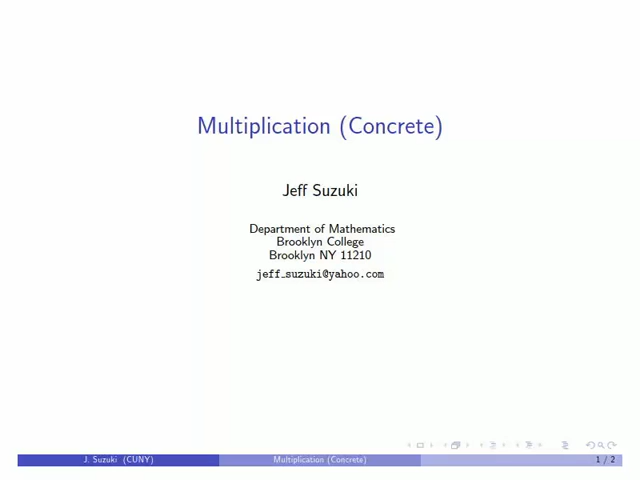 Multiplication (Concrete)
Jeff Suzuki
Department of Mathematics
Brooklyn College
Brooklyn NY 11210
jeff_suzuki@yahoo.com
J. Suzuki (CUNY) Multiplication (Concrete) 1 / 2